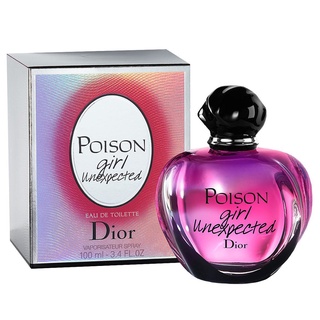 POISON
girl
Unexpected
EAU DE TOILETTE
Dior
VAPORISATEUR SPRAY
100 ml - 3.4 FL. OZ
POISON
girl
Unexpected
Dior